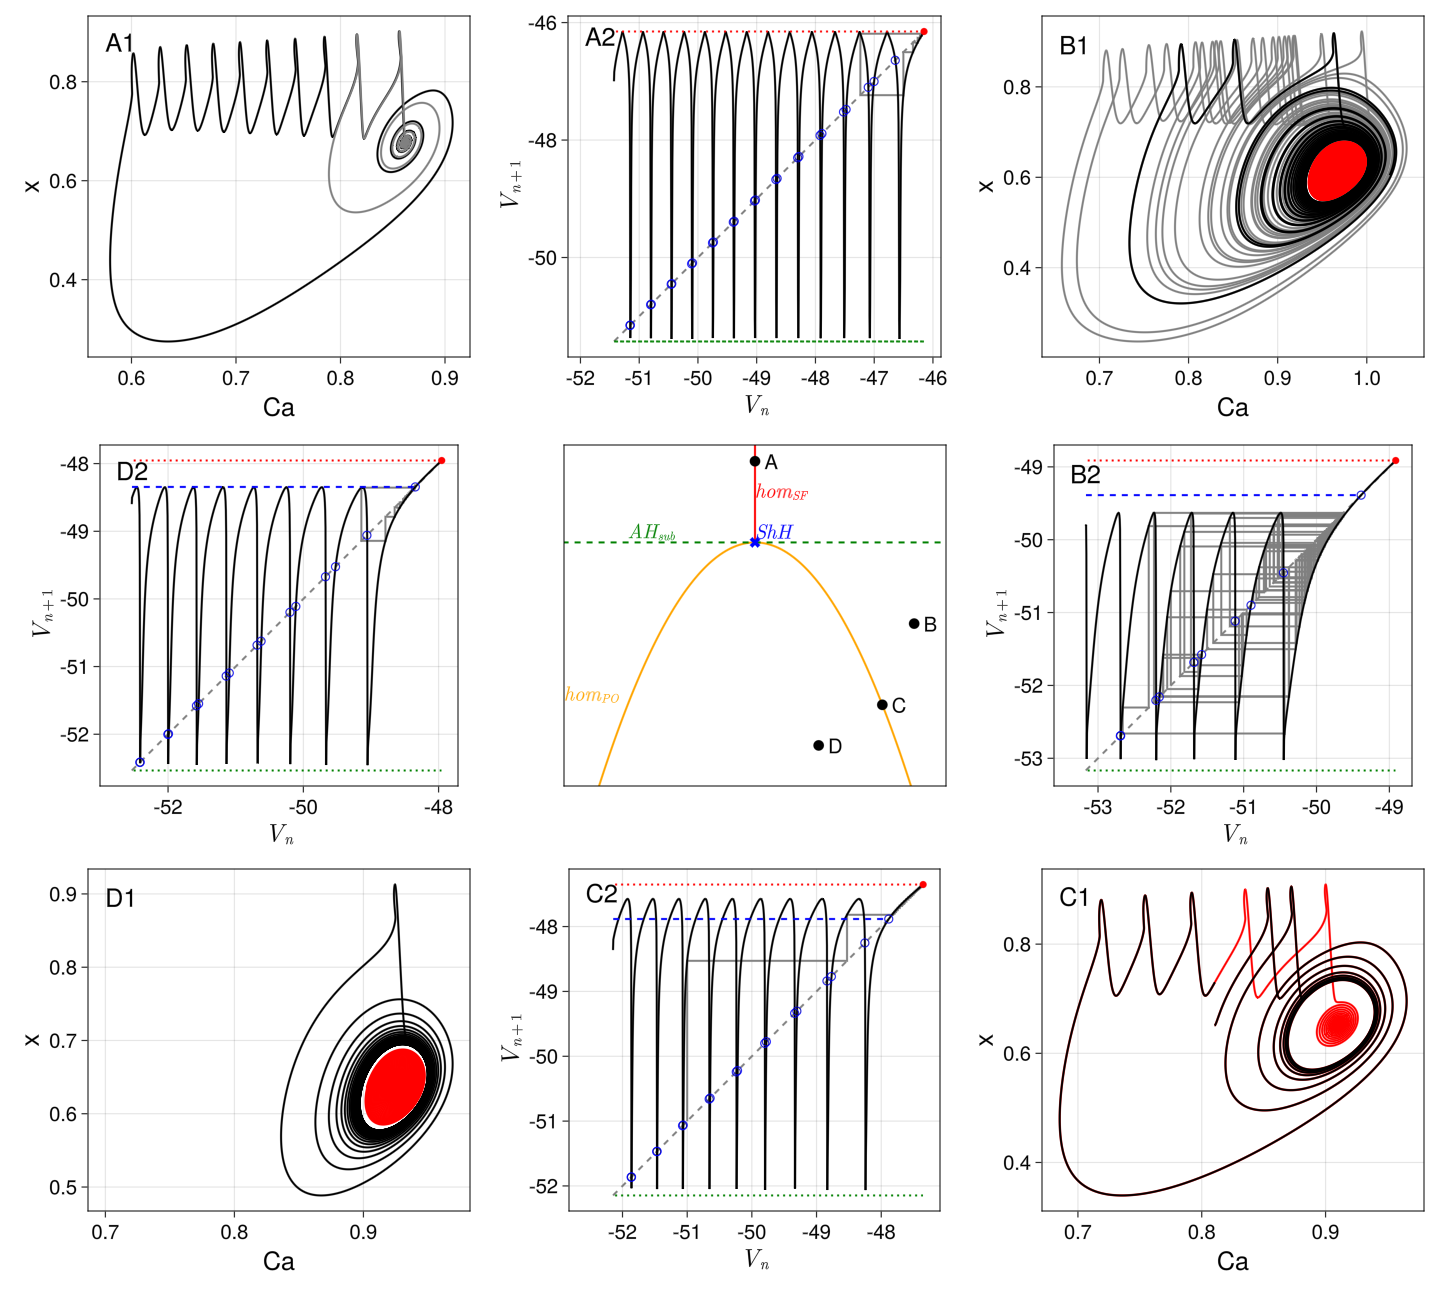 A1
x
0.8
0.6
0.4
0.6 0.7 0.8 0.9
Ca
A2
V_{n+1}
-46
-48
-50
-52 -51 -50 -49 -48 -47 -46
V_n
B1
x
0.8
0.6
0.4
0.7 0.8 0.9 1.0
Ca
D2
V_{n+1}
-48
-49
-50
-51
-52
-52 -50 -48
V_n
A
hom_{SF}
AH_{sub}
ShH
B
hom_{PO}
C
D
B2
V_{n+1}
-49
-50
-51
-52
-53
-53 -52 -51 -50 -49
V_n
D1
x
0.9
0.8
0.7
0.6
0.5
0.7 0.8 0.9
Ca
C2
V_{n+1}
-48
-49
-50
-51
-52
-52 -51 -50 -49 -48
V_n
C1
x
0.8
0.6
0.4
0.7 0.8 0.9
Ca